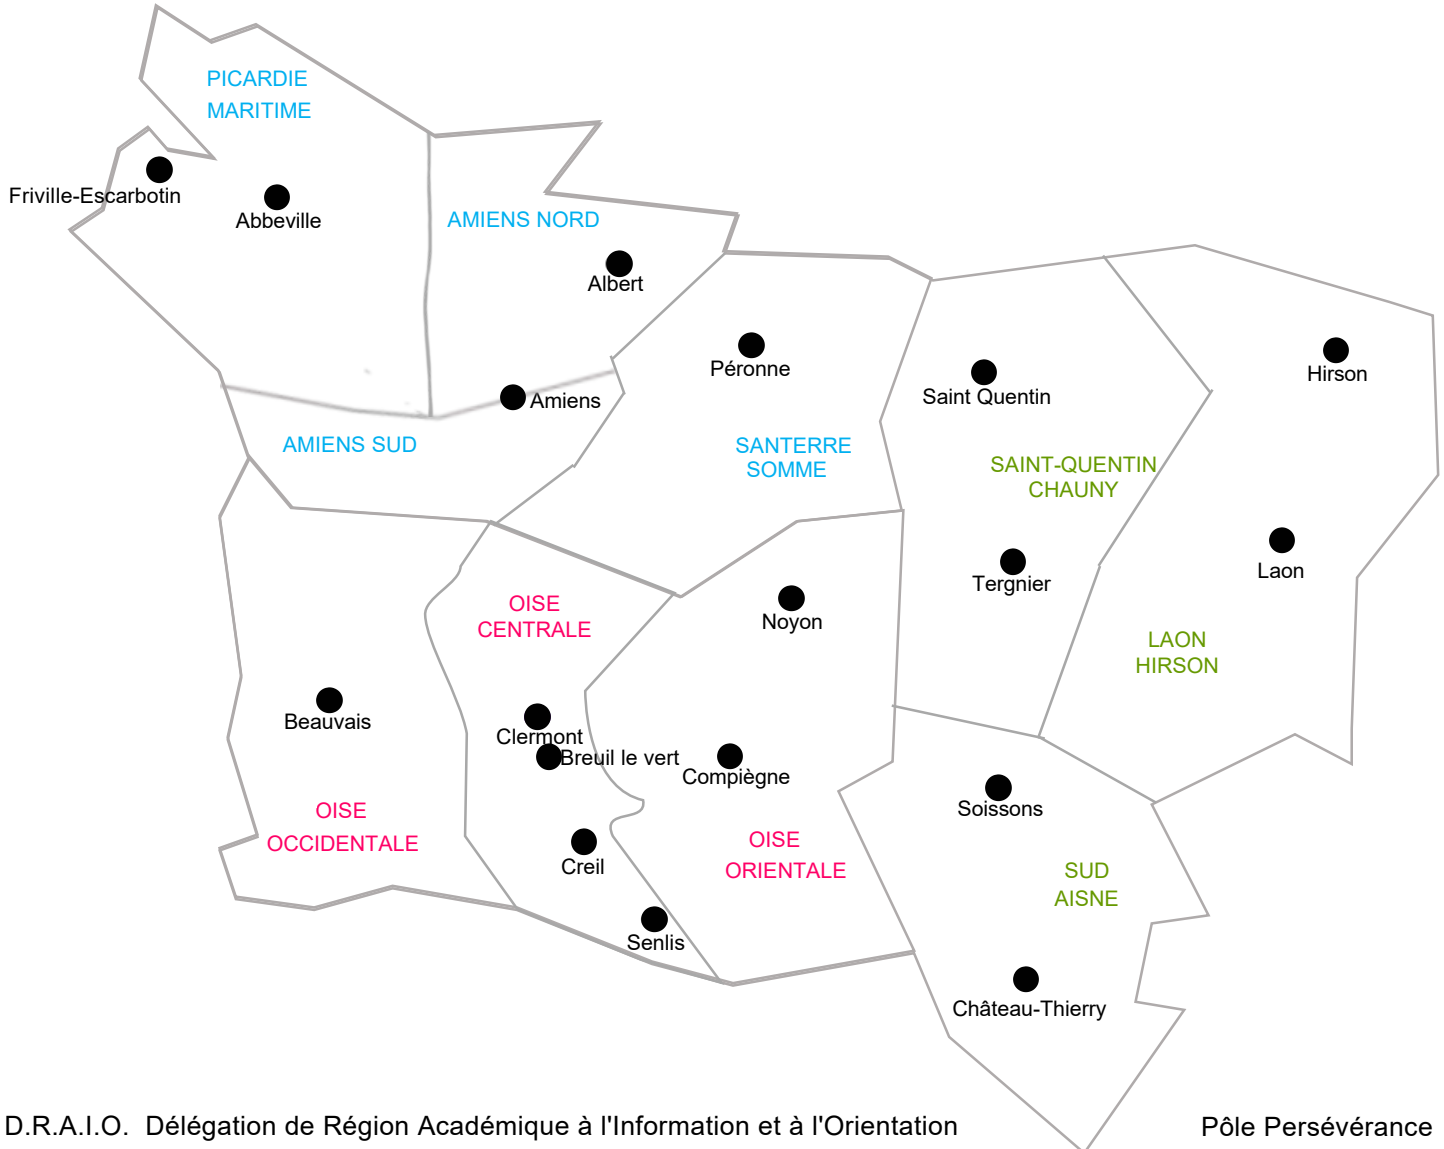 PICARDIE
MARITIME
Friville-Escarbotin
Abbeville
AMIENS NORD
Albert
Péronne
Saint Quentin
Hirson
Amiens
AMIENS SUD
SANTERRE
SOMME
SAINT-QUENTIN
CHAUNY
Tergnier
Laon
OISE
CENTRALE
Noyon
LAON
HIRSON
Beauvais
Clermont
Breuil le vert
Compiègne
Soissons
OISE
OCCIDENTALE
Creil
OISE
ORIENTALE
SUD
AISNE
Senlis
Château-Thierry
D.R.A.I.O. Délégation de Région Académique à l'Information et à l'Orientation
Pôle Persévérance